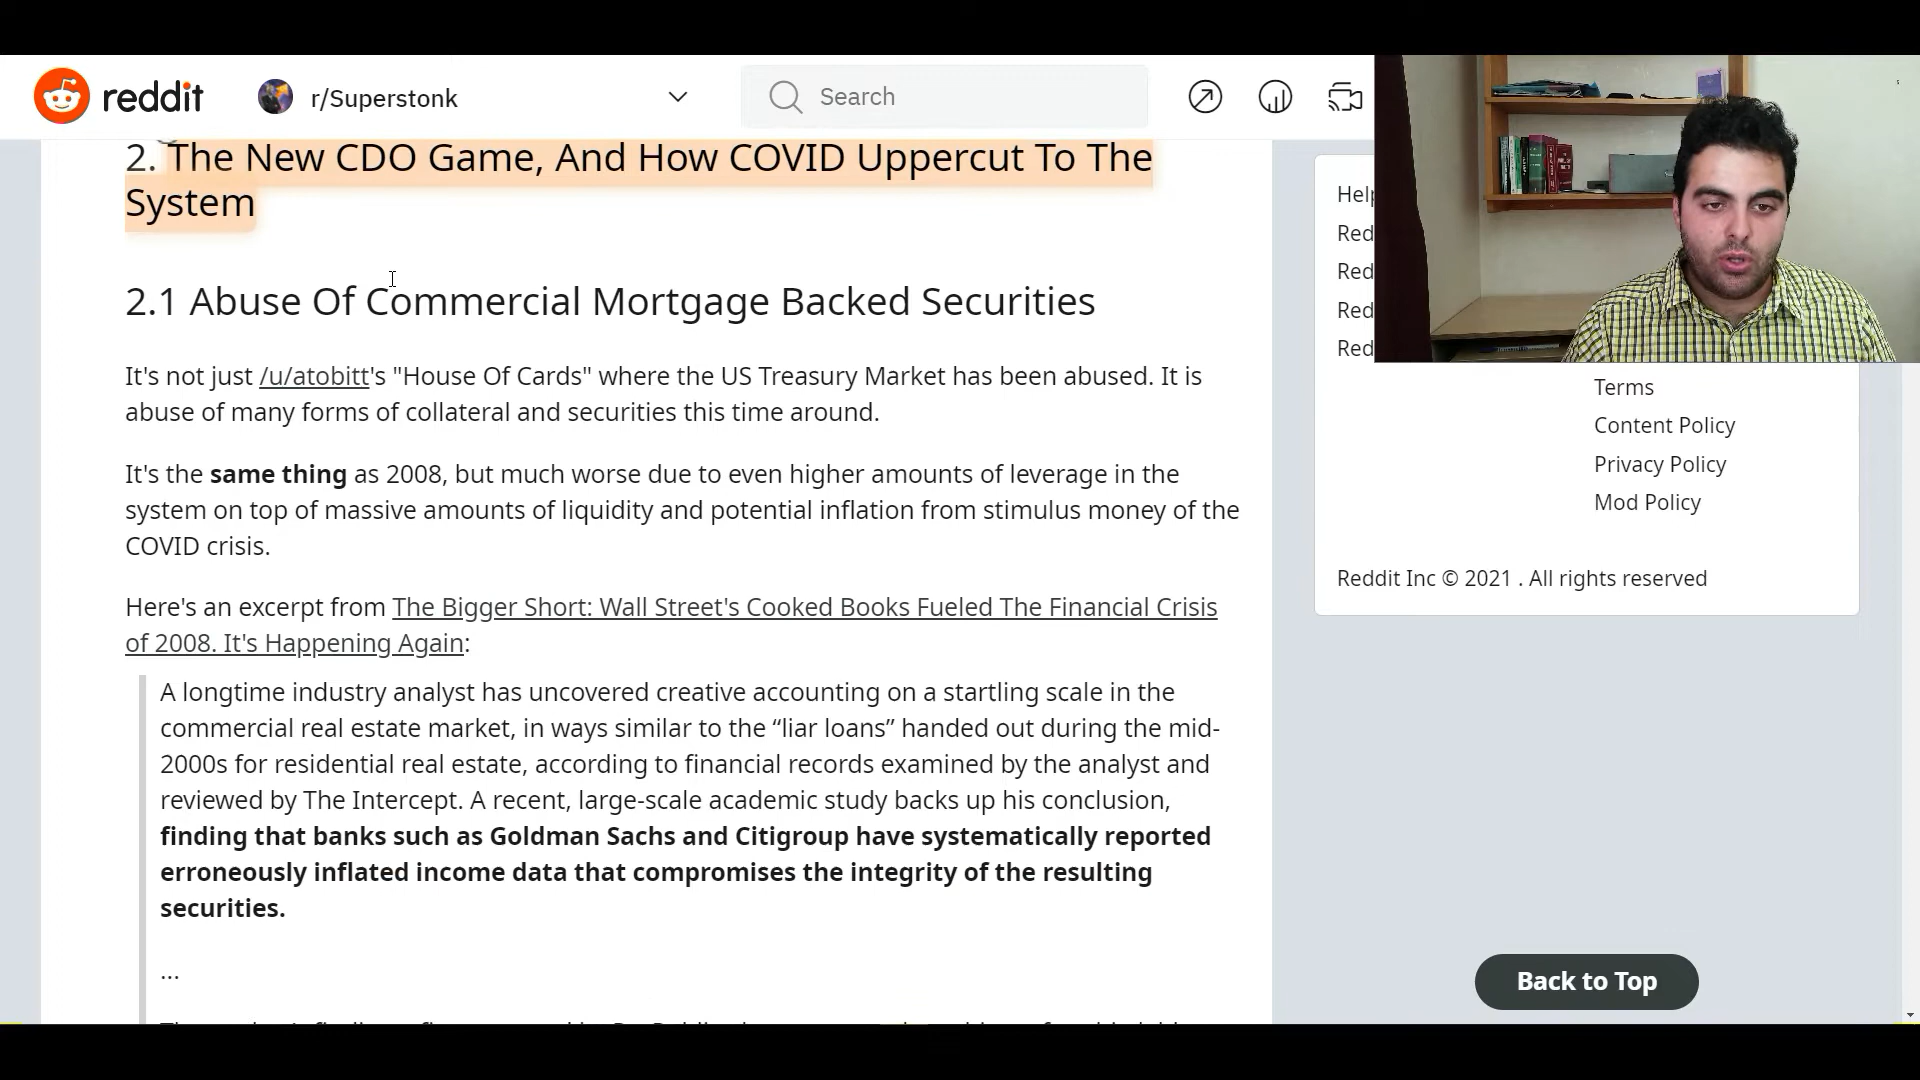 reddit
r/Superstonk
Search
2. The New CDO Game, And How COVID Uppercut To The
System
2.1 Abuse Of Commercial Mortgage Backed Securities
It's not just /u/atobitt's "House Of Cards" where the US Treasury Market has been abused. It is
abuse of many forms of collateral and securities this time around.
It's the same thing as 2008, but much worse due to even higher amounts of leverage in the
system on top of massive amounts of liquidity and potential inflation from stimulus money of the
COVID crisis.
Here's an excerpt from The Bigger Short: Wall Street's Cooked Books Fueled The Financial Crisis
of 2008. It's Happening Again:
A longtime industry analyst has uncovered creative accounting on a startling scale in the
commercial real estate market, in ways similar to the “liar loans” handed out during the mid-
2000s for residential real estate, according to financial records examined by the analyst and
reviewed by The Intercept. A recent, large-scale academic study backs up his conclusion,
finding that banks such as Goldman Sachs and Citigroup have systematically reported
erroneously inflated income data that compromises the integrity of the resulting
securities.
...
Help
Red
Red
Red
Red
Terms
Content Policy
Privacy Policy
Mod Policy
Reddit Inc © 2021 . All rights reserved
Back to Top